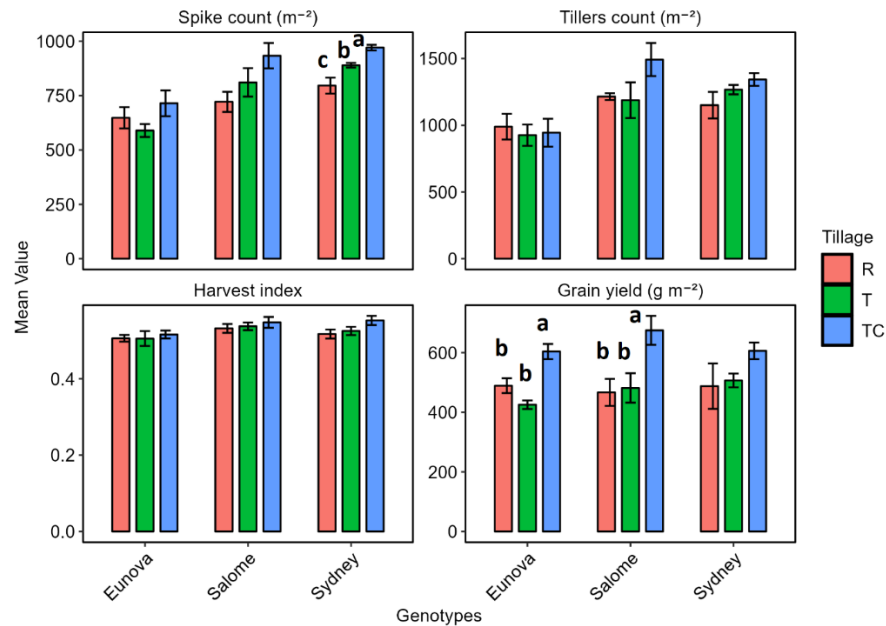 Spike count (m⁻²)
Tillers count (m⁻²)
1000
750
500
250
0
c b a
1500
1000
500
0
Mean Value
Harvest index
Grain yield (g m⁻²)
0.4
0.2
0.0
600
400
200
0
b b a
b b a
Eunova
Salome
Sydney
Eunova
Salome
Sydney
Genotypes
Tillage
R
T
TC